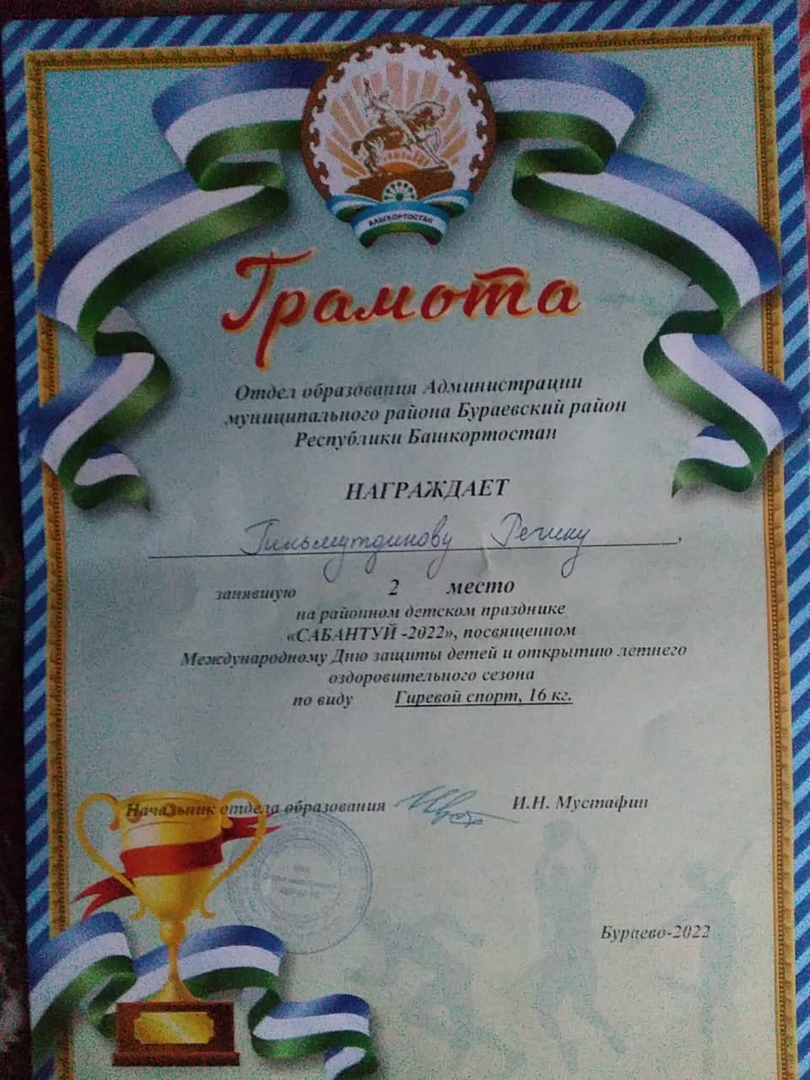 БАШКОРТОСТАН
Грамота
Отдел образования Администрации
муниципального района Бураевский район
Республики Башкортостан
НАГРАЖДАЕТ
Гильмутдинову Регину,
занявшую 2 место
на районном детском празднике
«САБАНТУЙ -2022», посвященном
Международному Дню защиты детей и открытию летнего
оздоровительного сезона
по виду Гиревой спорт, 16 кг.
Начальник отдела образования И.Н. Мустафин
Бураево-2022